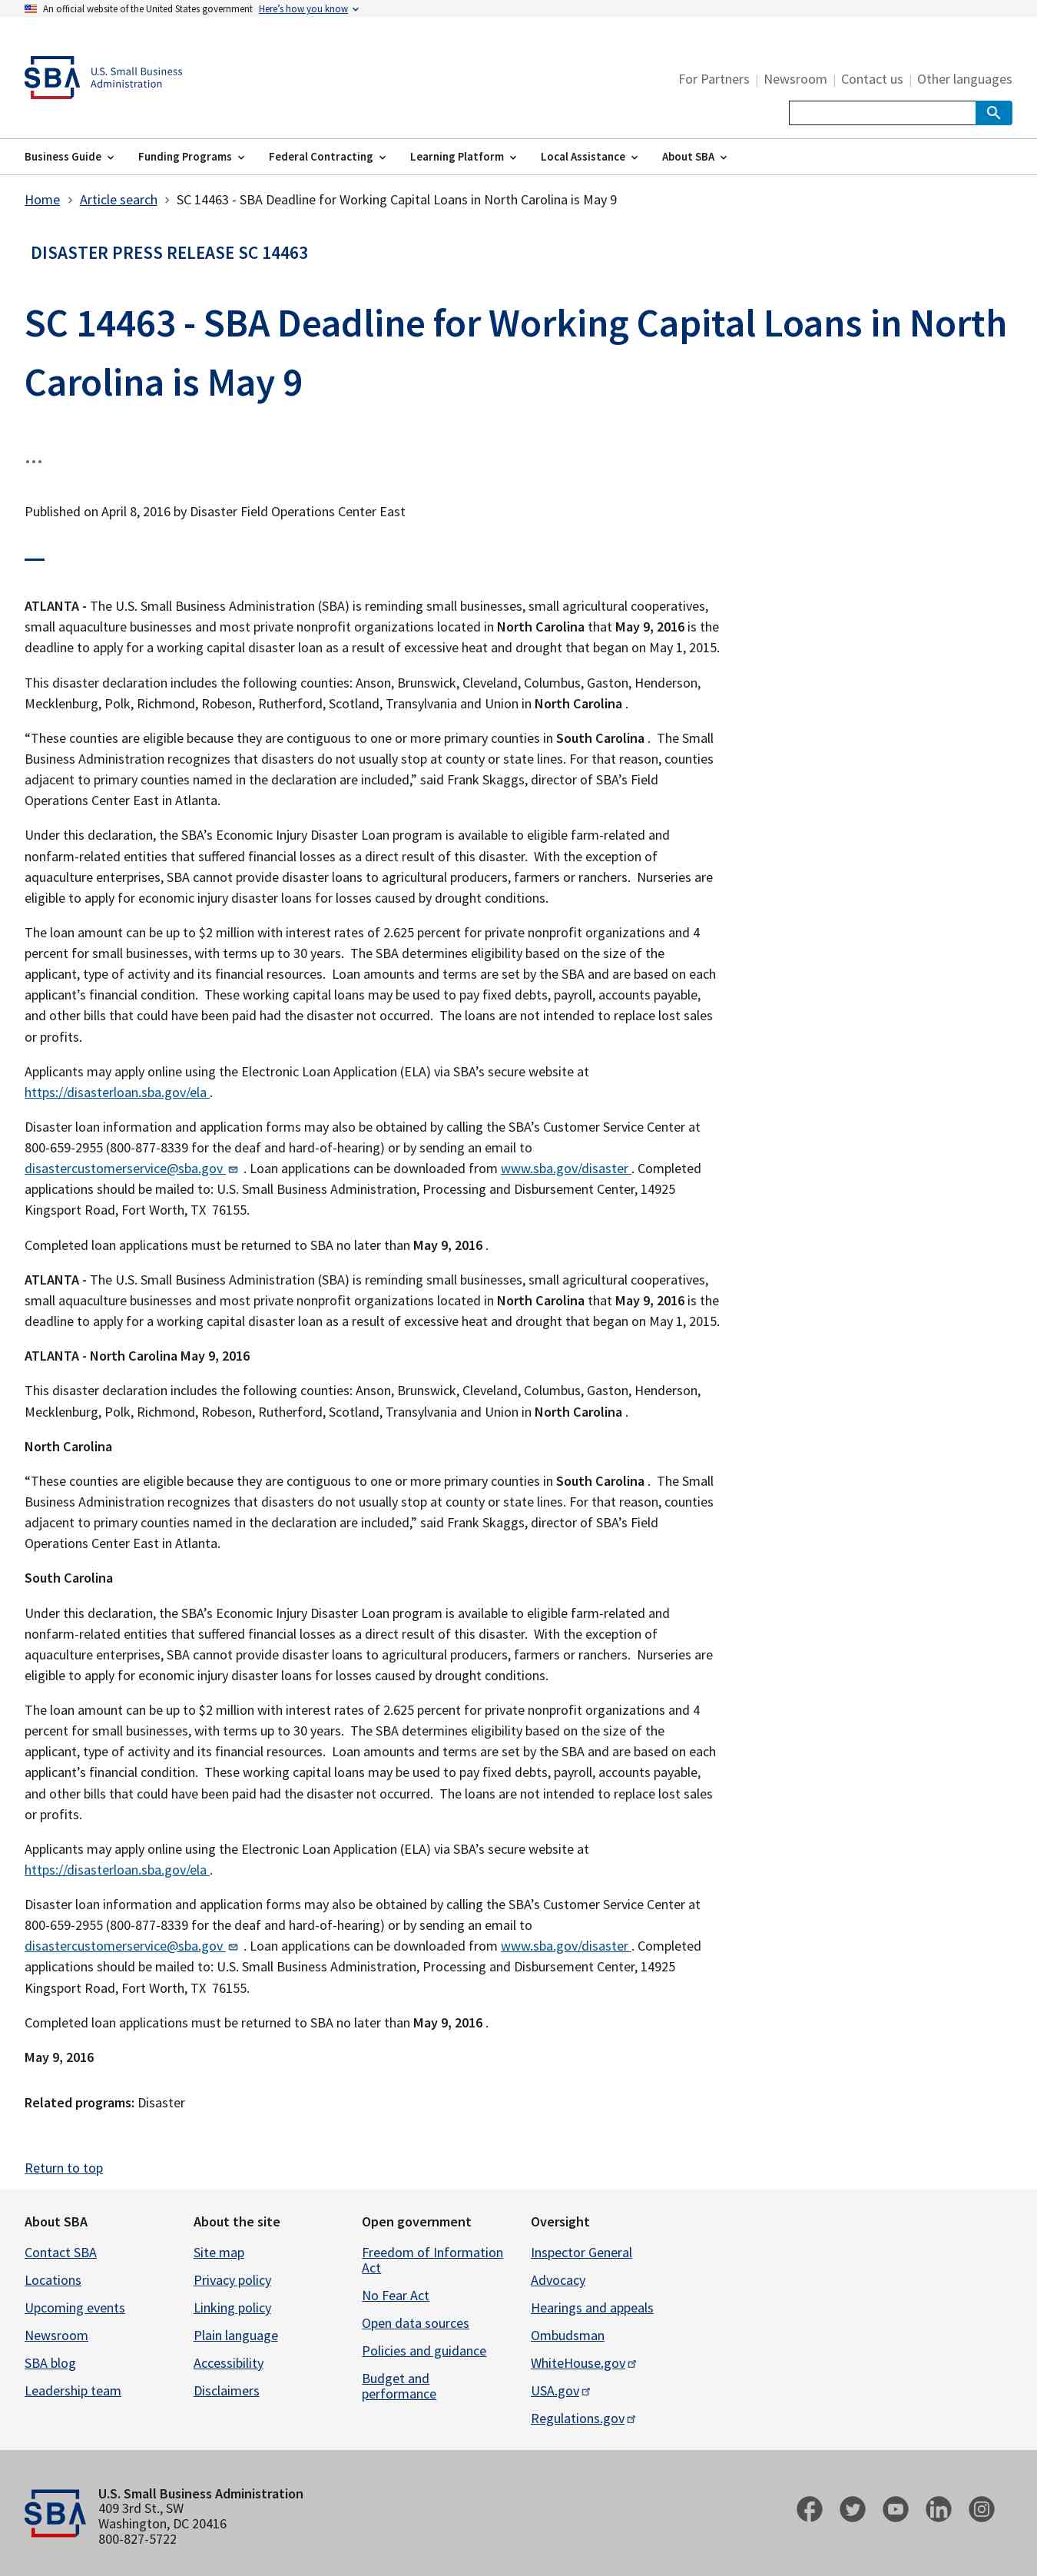 An official website of the United States government Here’s how you know
SBA U.S. Small Business
Administration
For Partners | Newsroom | Contact us | Other languages
Business Guide Funding Programs Federal Contracting Learning Platform Local Assistance About SBA
Home > Article search > SC 14463 - SBA Deadline for Working Capital Loans in North Carolina is May 9
DISASTER PRESS RELEASE SC 14463
SC 14463 - SBA Deadline for Working Capital Loans in North
Carolina is May 9
...
Published on April 8, 2016 by Disaster Field Operations Center East
ATLANTA - The U.S. Small Business Administration (SBA) is reminding small businesses, small agricultural cooperatives,
small aquaculture businesses and most private nonprofit organizations located in North Carolina that May 9, 2016 is the
deadline to apply for a working capital disaster loan as a result of excessive heat and drought that began on May 1, 2015.
This disaster declaration includes the following counties: Anson, Brunswick, Cleveland, Columbus, Gaston, Henderson,
Mecklenburg, Polk, Richmond, Robeson, Rutherford, Scotland, Transylvania and Union in North Carolina .
“These counties are eligible because they are contiguous to one or more primary counties in South Carolina .  The Small
Business Administration recognizes that disasters do not usually stop at county or state lines. For that reason, counties
adjacent to primary counties named in the declaration are included,” said Frank Skaggs, director of SBA’s Field
Operations Center East in Atlanta.
Under this declaration, the SBA’s Economic Injury Disaster Loan program is available to eligible farm-related and
nonfarm-related entities that suffered financial losses as a direct result of this disaster.  With the exception of
aquaculture enterprises, SBA cannot provide disaster loans to agricultural producers, farmers or ranchers.  Nurseries are
eligible to apply for economic injury disaster loans for losses caused by drought conditions.
The loan amount can be up to $2 million with interest rates of 2.625 percent for private nonprofit organizations and 4
percent for small businesses, with terms up to 30 years.  The SBA determines eligibility based on the size of the
applicant, type of activity and its financial resources.  Loan amounts and terms are set by the SBA and are based on each
applicant’s financial condition.  These working capital loans may be used to pay fixed debts, payroll, accounts payable,
and other bills that could have been paid had the disaster not occurred.  The loans are not intended to replace lost sales
or profits.
Applicants may apply online using the Electronic Loan Application (ELA) via SBA’s secure website at
https://disasterloan.sba.gov/ela .
Disaster loan information and application forms may also be obtained by calling the SBA’s Customer Service Center at
800-659-2955 (800-877-8339 for the deaf and hard-of-hearing) or by sending an email to
disastercustomerservice@sba.gov . Loan applications can be downloaded from www.sba.gov/disaster . Completed
applications should be mailed to: U.S. Small Business Administration, Processing and Disbursement Center, 14925
Kingsport Road, Fort Worth, TX  76155.
Completed loan applications must be returned to SBA no later than May 9, 2016 .
ATLANTA - The U.S. Small Business Administration (SBA) is reminding small businesses, small agricultural cooperatives,
small aquaculture businesses and most private nonprofit organizations located in North Carolina that May 9, 2016 is the
deadline to apply for a working capital disaster loan as a result of excessive heat and drought that began on May 1, 2015.
ATLANTA - North Carolina May 9, 2016
This disaster declaration includes the following counties: Anson, Brunswick, Cleveland, Columbus, Gaston, Henderson,
Mecklenburg, Polk, Richmond, Robeson, Rutherford, Scotland, Transylvania and Union in North Carolina .
North Carolina
“These counties are eligible because they are contiguous to one or more primary counties in South Carolina .  The Small
Business Administration recognizes that disasters do not usually stop at county or state lines. For that reason, counties
adjacent to primary counties named in the declaration are included,” said Frank Skaggs, director of SBA’s Field
Operations Center East in Atlanta.
South Carolina
Under this declaration, the SBA’s Economic Injury Disaster Loan program is available to eligible farm-related and
nonfarm-related entities that suffered financial losses as a direct result of this disaster.  With the exception of
aquaculture enterprises, SBA cannot provide disaster loans to agricultural producers, farmers or ranchers.  Nurseries are
eligible to apply for economic injury disaster loans for losses caused by drought conditions.
The loan amount can be up to $2 million with interest rates of 2.625 percent for private nonprofit organizations and 4
percent for small businesses, with terms up to 30 years.  The SBA determines eligibility based on the size of the
applicant, type of activity and its financial resources.  Loan amounts and terms are set by the SBA and are based on each
applicant’s financial condition.  These working capital loans may be used to pay fixed debts, payroll, accounts payable,
and other bills that could have been paid had the disaster not occurred.  The loans are not intended to replace lost sales
or profits.
Applicants may apply online using the Electronic Loan Application (ELA) via SBA’s secure website at
https://disasterloan.sba.gov/ela .
Disaster loan information and application forms may also be obtained by calling the SBA’s Customer Service Center at
800-659-2955 (800-877-8339 for the deaf and hard-of-hearing) or by sending an email to
disastercustomerservice@sba.gov . Loan applications can be downloaded from www.sba.gov/disaster . Completed
applications should be mailed to: U.S. Small Business Administration, Processing and Disbursement Center, 14925
Kingsport Road, Fort Worth, TX  76155.
Completed loan applications must be returned to SBA no later than May 9, 2016 .
May 9, 2016
Related programs: Disaster
Return to top
About SBA
Contact SBA
Locations
Upcoming events
Newsroom
SBA blog
Leadership team
About the site
Site map
Privacy policy
Linking policy
Plain language
Accessibility
Disclaimers
Open government
Freedom of Information
Act
No Fear Act
Open data sources
Policies and guidance
Budget and
performance
Oversight
Inspector General
Advocacy
Hearings and appeals
Ombudsman
WhiteHouse.gov
USA.gov
Regulations.gov
SBA
U.S. Small Business Administration
409 3rd St., SW
Washington, DC 20416
800-827-5722